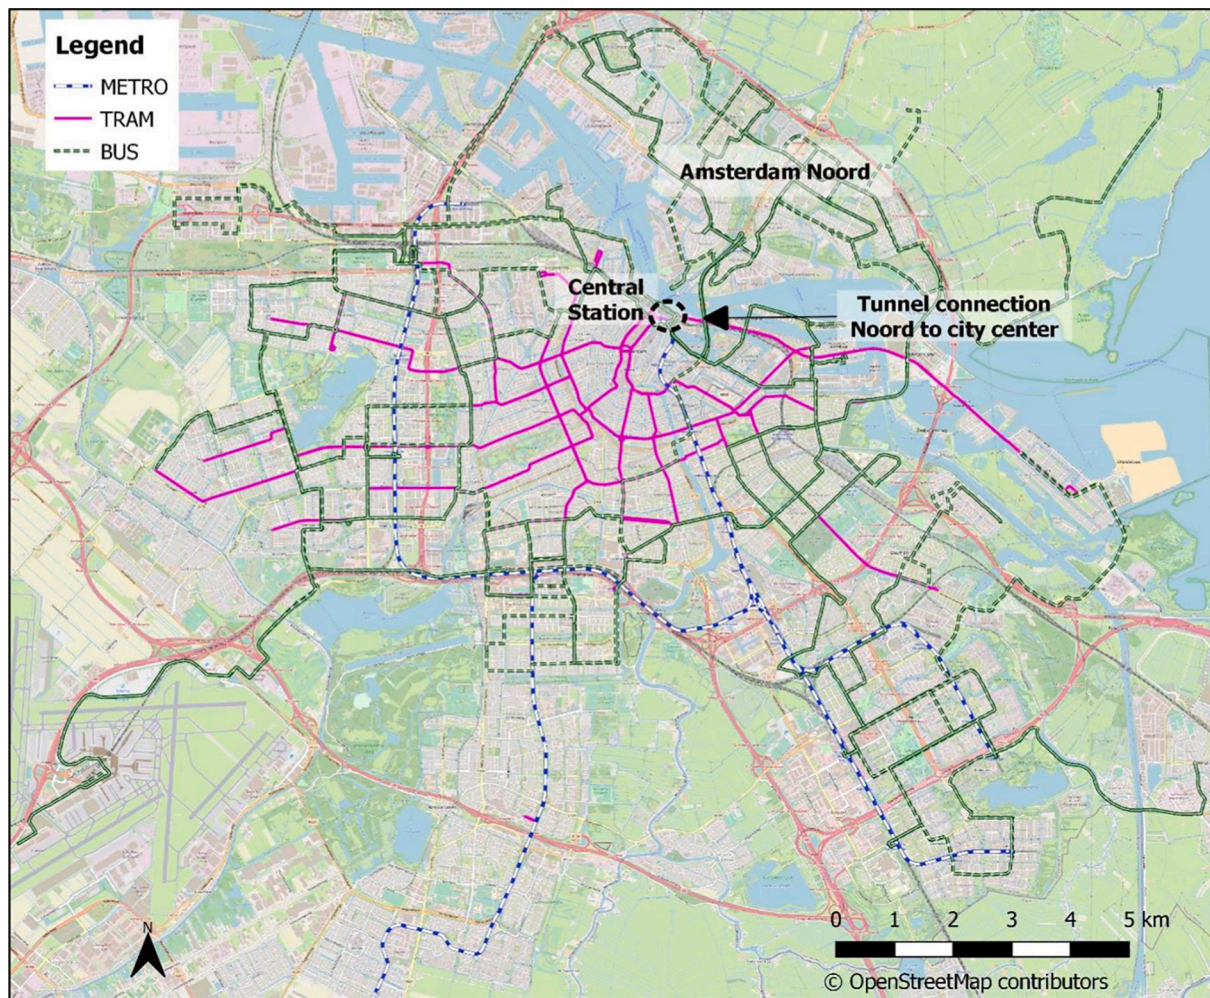 Legend
METRO
TRAM
BUS
Amsterdam Noord
Central
Station
Tunnel connection
Noord to city center
N
0 1 2 3 4 5 km
© OpenStreetMap contributors